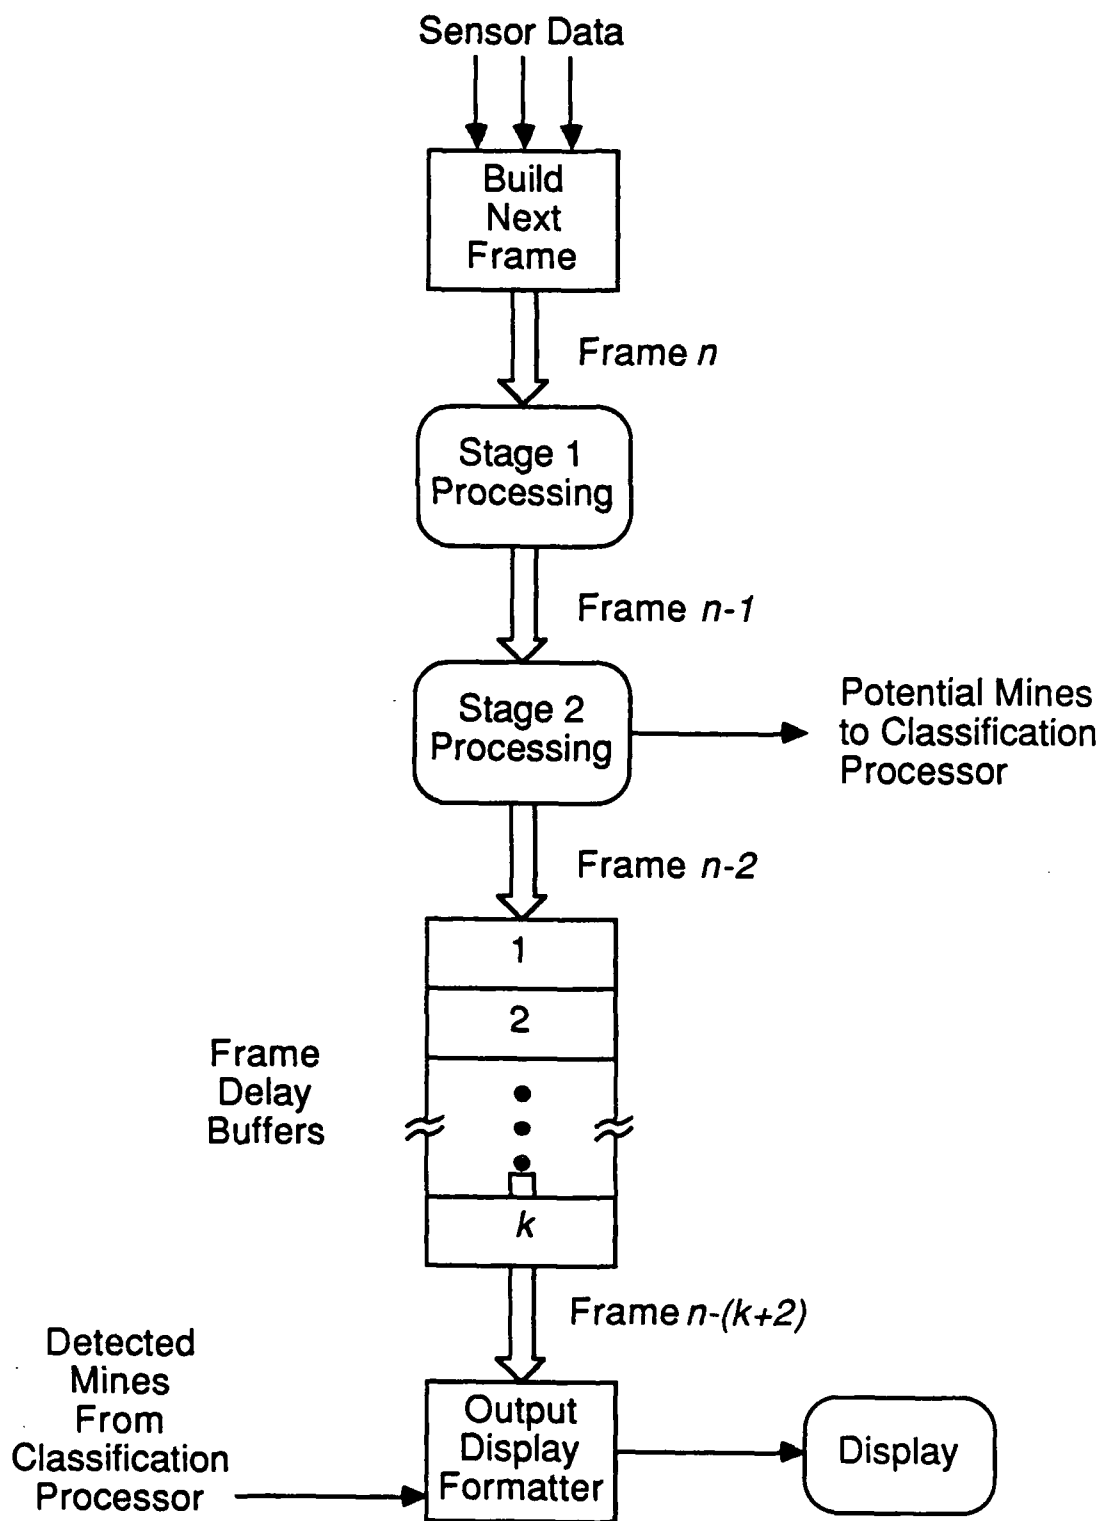 Sensor Data
Build
Next
Frame
Frame n
Stage 1
Processing
Frame n-1
Stage 2
Processing
Potential Mines
to Classification
Processor
Frame n-2
1
2
Frame
Delay
Buffers
k
Frame n-(k+2)
Detected
Mines
From
Classification
Processor
Output
Display
Formatter
Display